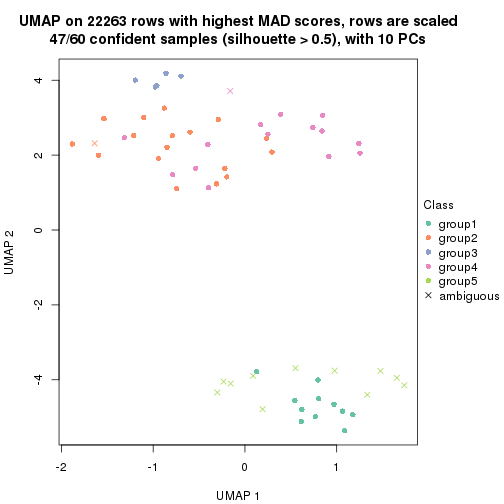 UMAP on 22263 rows with highest MAD scores, rows are scaled
47/60 confident samples (silhouette > 0.5), with 10 PCs
4
2
0
-2
-4
UMAP 2
-2
-1
0
1
UMAP 1
Class
group1
group2
group3
group4
group5
ambiguous